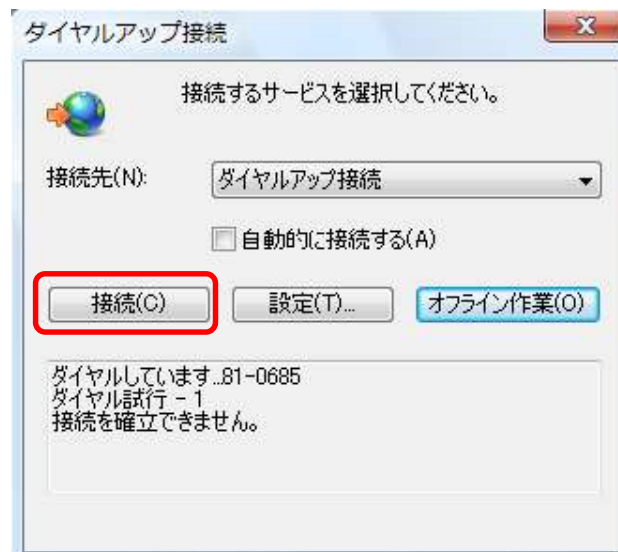 ダイヤルアップ接続
接続するサービスを選択してください。
接続先(N):
ダイヤルアップ接続
自動的に接続する(A)
接続(C)
設定(T)...
オフライン作業(O)
ダイヤルしています...81-0685
ダイヤル試行 - 1
接続を確立できません。